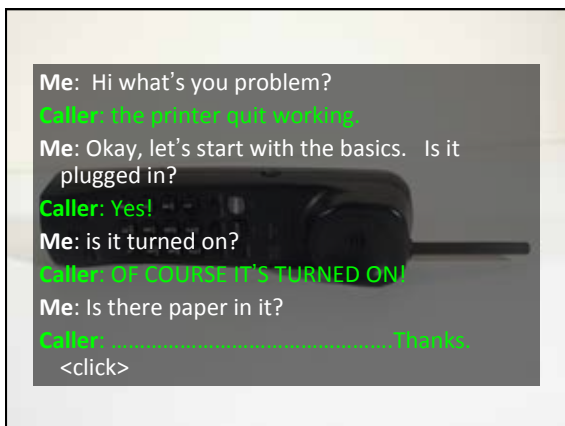 Me:  Hi what’s you problem?
Caller: the printer quit working.
Me: Okay, let’s start with the basics.   Is it
plugged in?
Caller: Yes!
Me: is it turned on?
Caller: OF COURSE IT’S TURNED ON!
Me: Is there paper in it?
Caller: ………………………………………….Thanks.
<click>